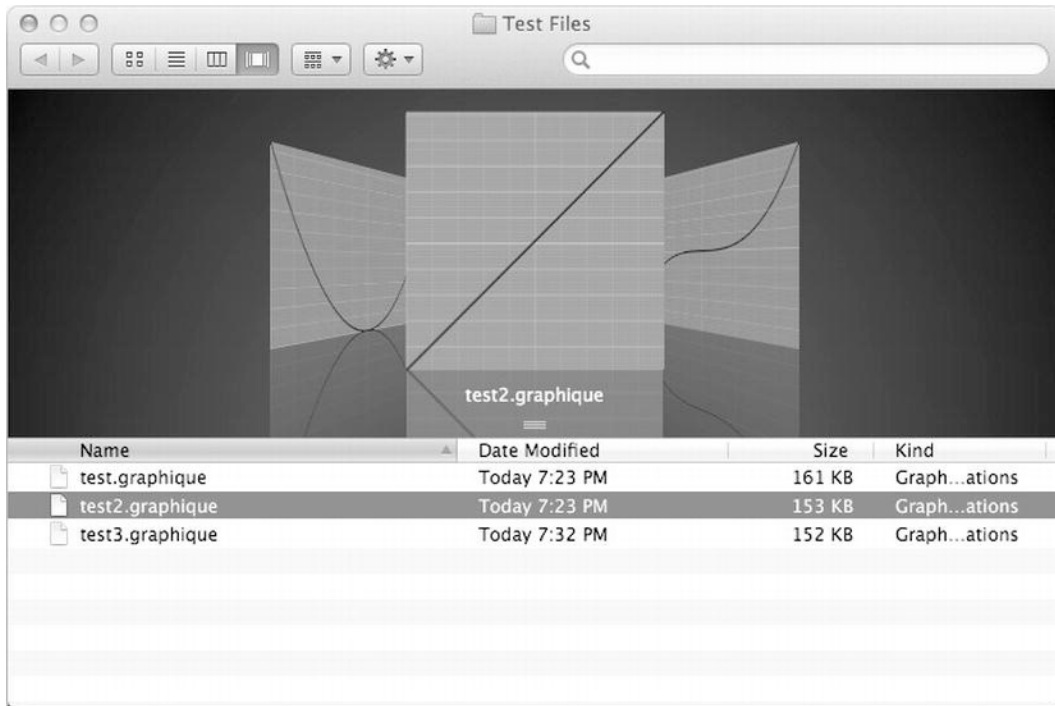 Test Files
test2.graphique
Name Date Modified Size Kind
test.graphique Today 7:23 PM 161 KB Graph...ations
test2.graphique Today 7:23 PM 153 KB Graph...ations
test3.graphique Today 7:32 PM 152 KB Graph...ations